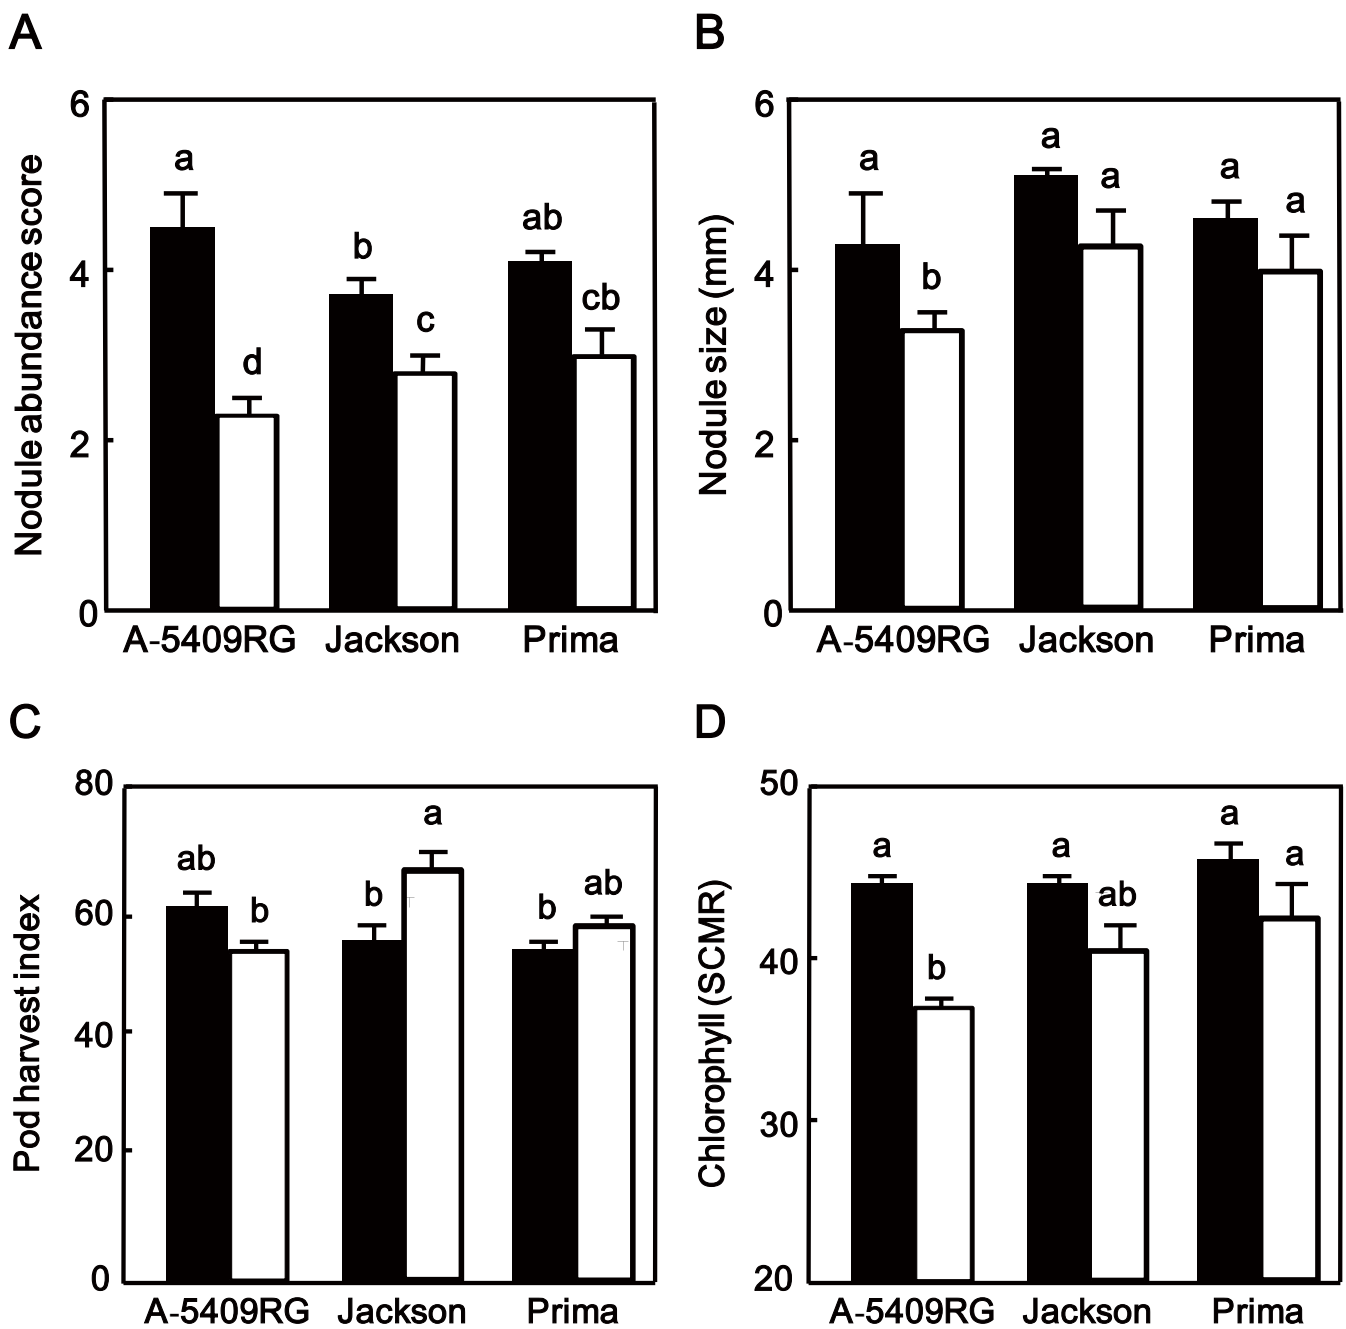 A
Nodule abundance score
6
4
2
0
a
d
b
c
ab
cb
A-5409RG Jackson Prima
B
Nodule size (mm)
6
4
2
0
a
b
a
a
a
a
A-5409RG Jackson Prima
C
Pod harvest index
80
60
40
20
0
ab
b
b
a
b
ab
A-5409RG Jackson Prima
D
Chlorophyll (SCMR)
50
40
30
20
a
b
a
ab
a
a
A-5409RG Jackson Prima